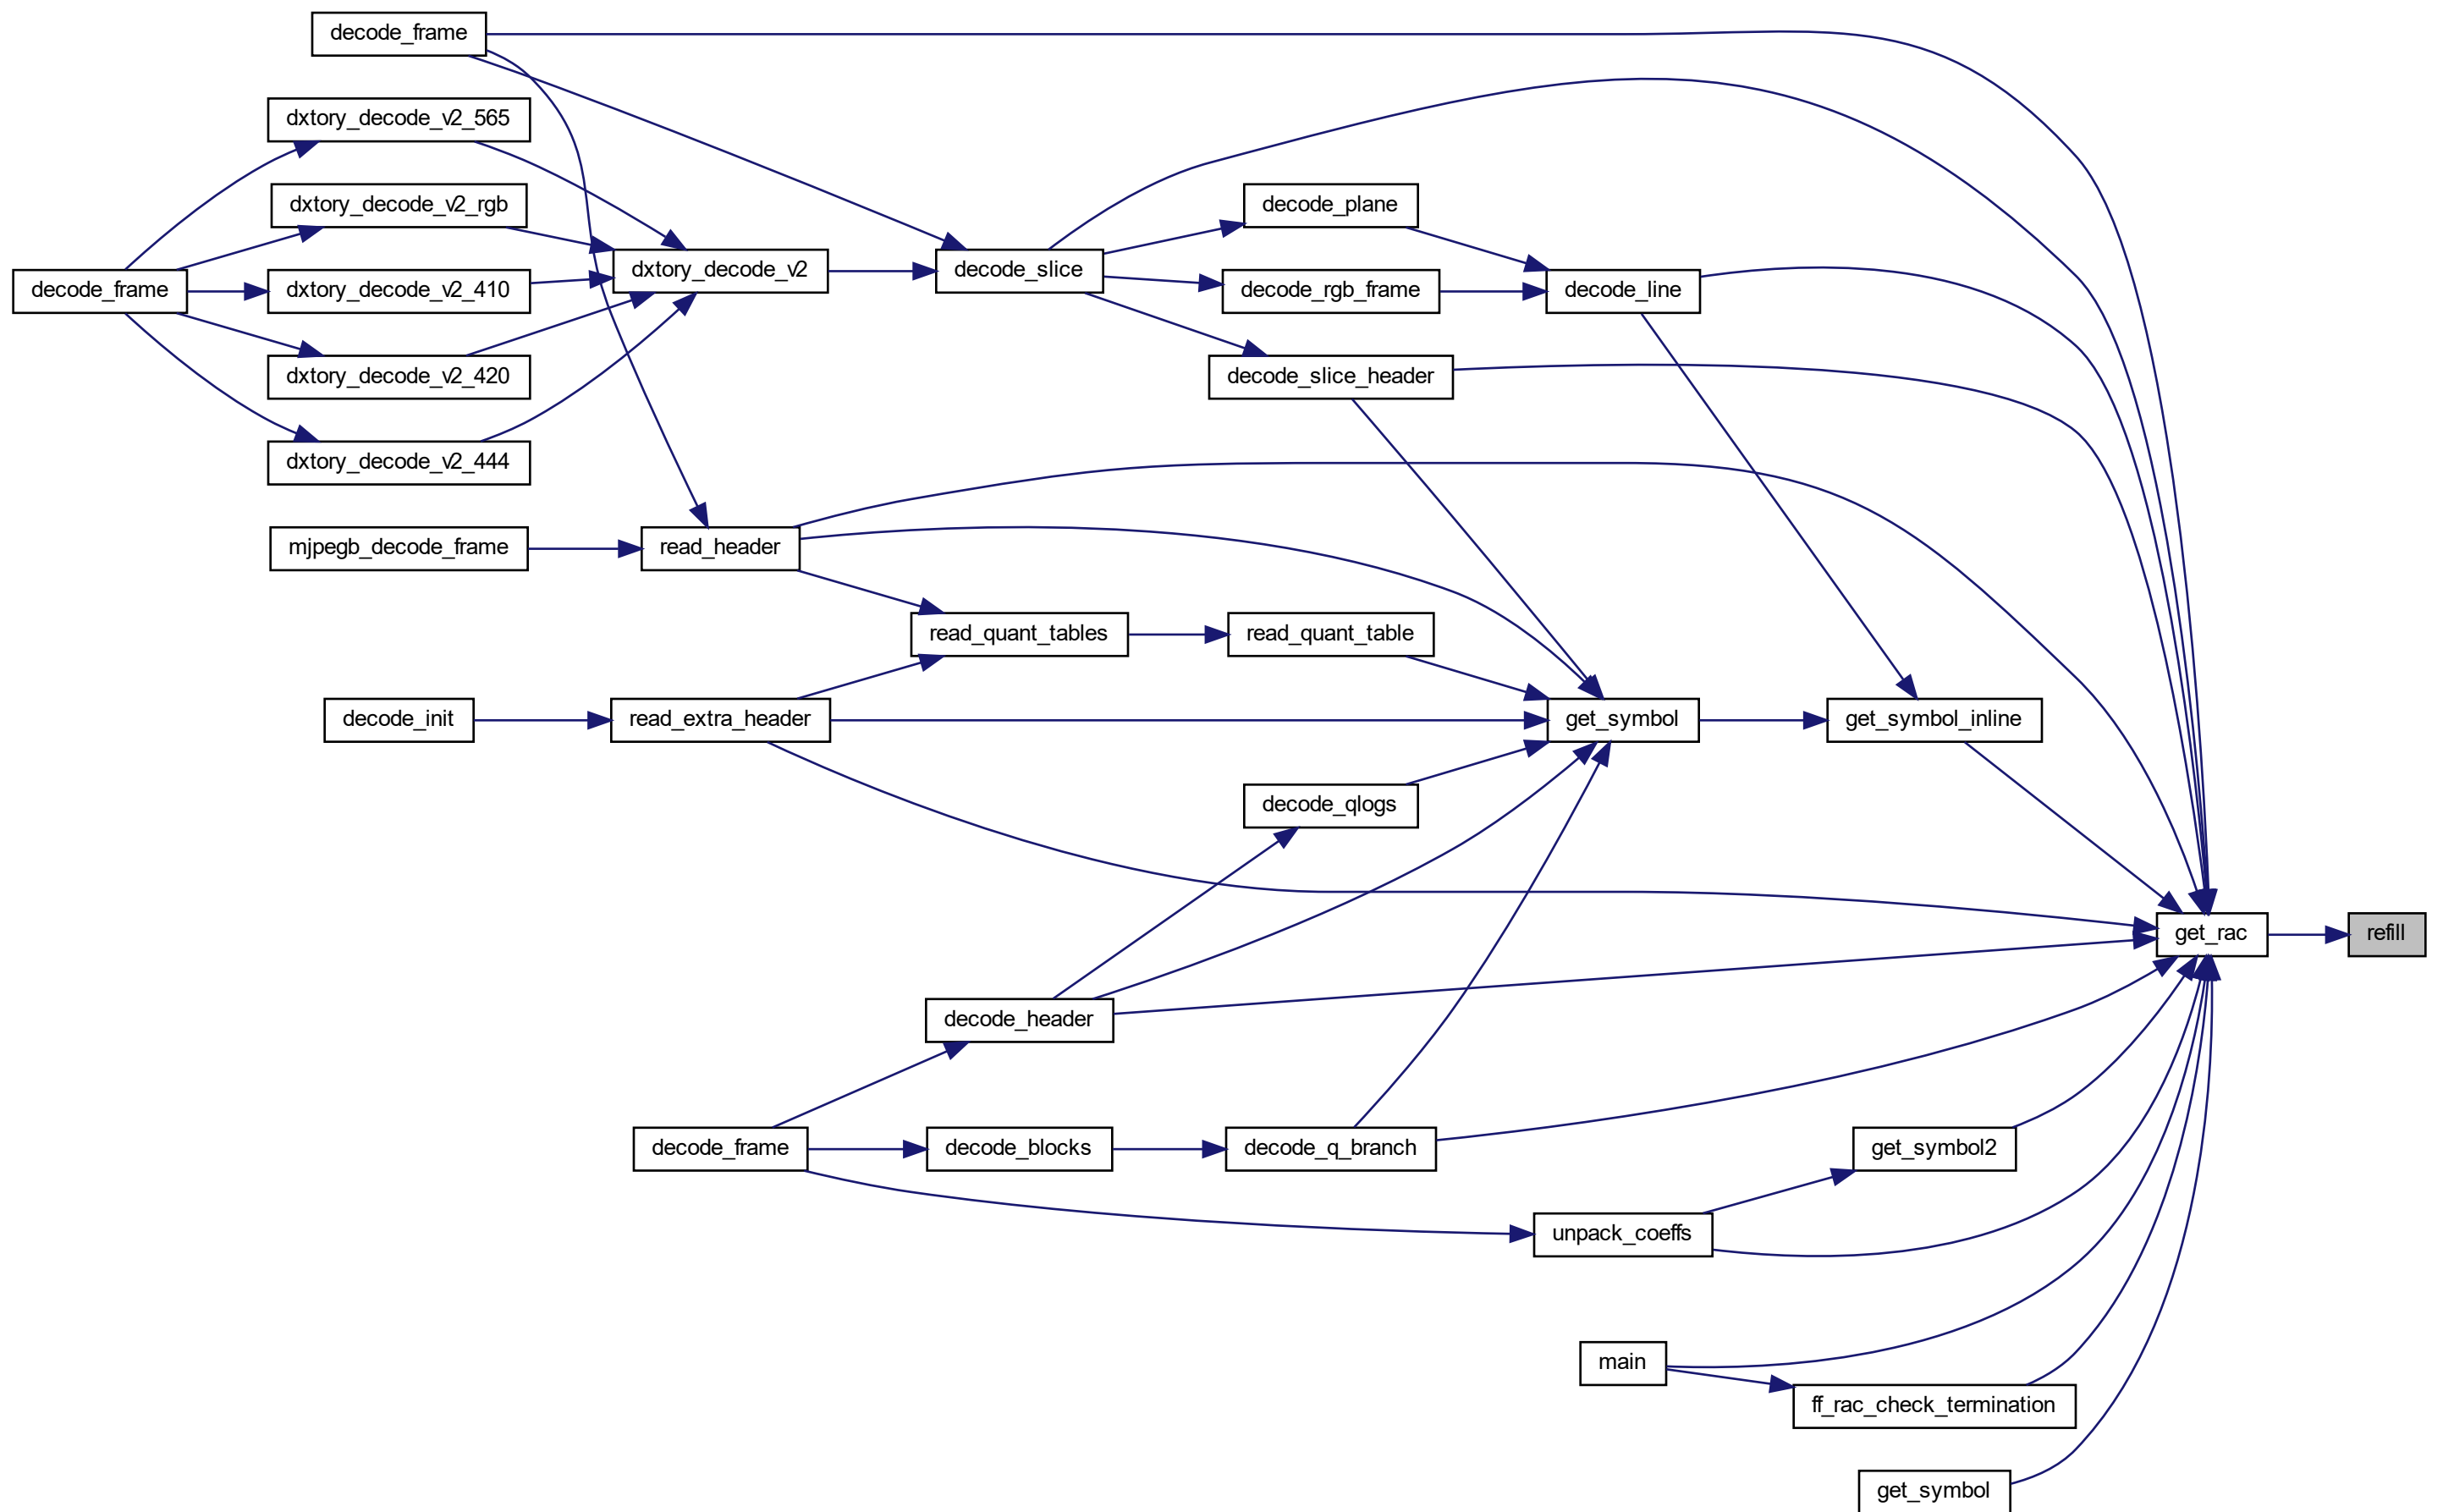 decode_frame
dxtory_decode_v2_565
dxtory_decode_v2_rgb
decode_plane
decode_frame
dxtory_decode_v2_410
dxtory_decode_v2
decode_slice
decode_rgb_frame
decode_line
dxtory_decode_v2_420
decode_slice_header
dxtory_decode_v2_444
mjpegb_decode_frame
read_header
read_quant_tables
read_quant_table
decode_init
read_extra_header
get_symbol
get_symbol_inline
decode_qlogs
get_rac
refill
decode_header
decode_frame
decode_blocks
decode_q_branch
get_symbol2
unpack_coeffs
main
ff_rac_check_termination
get_symbol